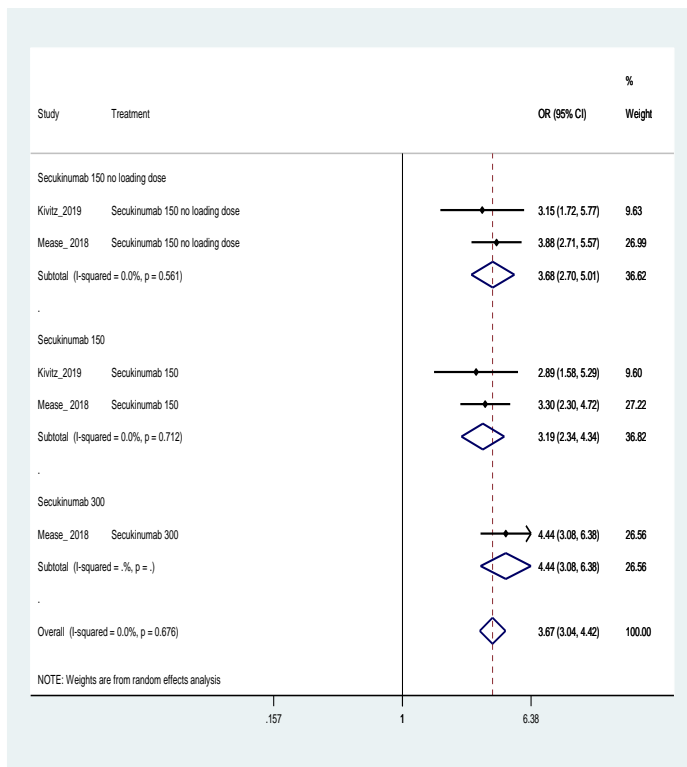 %
Study Treatment OR (95% CI) Weight
Secukinumab 150 no loading dose
Kivitz_2019 Secukinumab 150 no loading dose 3.15 (1.72, 5.77) 9.63
Mease_ 2018 Secukinumab 150 no loading dose 3.88 (2.71, 5.57) 26.99
Subtotal (I-squared = 0.0%, p = 0.561) 3.68 (2.70, 5.01) 36.62
.
Secukinumab 150
Kivitz_2019 Secukinumab 150 2.89 (1.58, 5.29) 9.60
Mease_ 2018 Secukinumab 150 3.30 (2.30, 4.72) 27.22
Subtotal (I-squared = 0.0%, p = 0.712) 3.19 (2.34, 4.34) 36.82
.
Secukinumab 300
Mease_ 2018 Secukinumab 300 4.44 (3.08, 6.38) 26.56
Subtotal (I-squared = .%, p = .) 4.44 (3.08, 6.38) 26.56
.
Overall (I-squared = 0.0%, p = 0.676) 3.67 (3.04, 4.42) 100.00
NOTE: Weights are from random effects analysis
.157 1 6.38